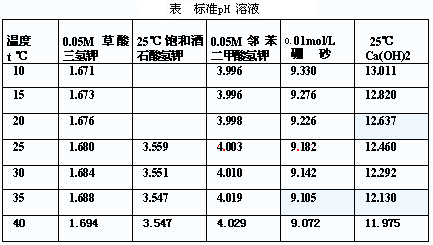 表 标准pH 溶液
温度 t ℃ 0.05M 草酸三氢钾 25℃饱和酒石酸氢钾 0.05M 邻苯二甲酸氢钾 0.01mol/L 硼 砂 25℃ Ca(OH)2
10 1.671 3.996 9.330 13.011
15 1.673 3.996 9.276 12.820
20 1.676 3.998 9.226 12.637
25 1.680 3.559 4.003 9.182 12.460
30 1.684 3.551 4.010 9.142 12.292
35 1.688 3.547 4.019 9.105 12.130
40 1.694 3.547 4.029 9.072 11.975